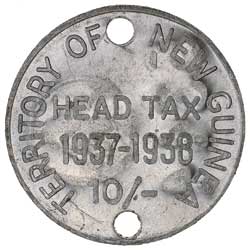 TERRITORY OF NEW GUINEA
HEAD TAX
1937-1938
10/-